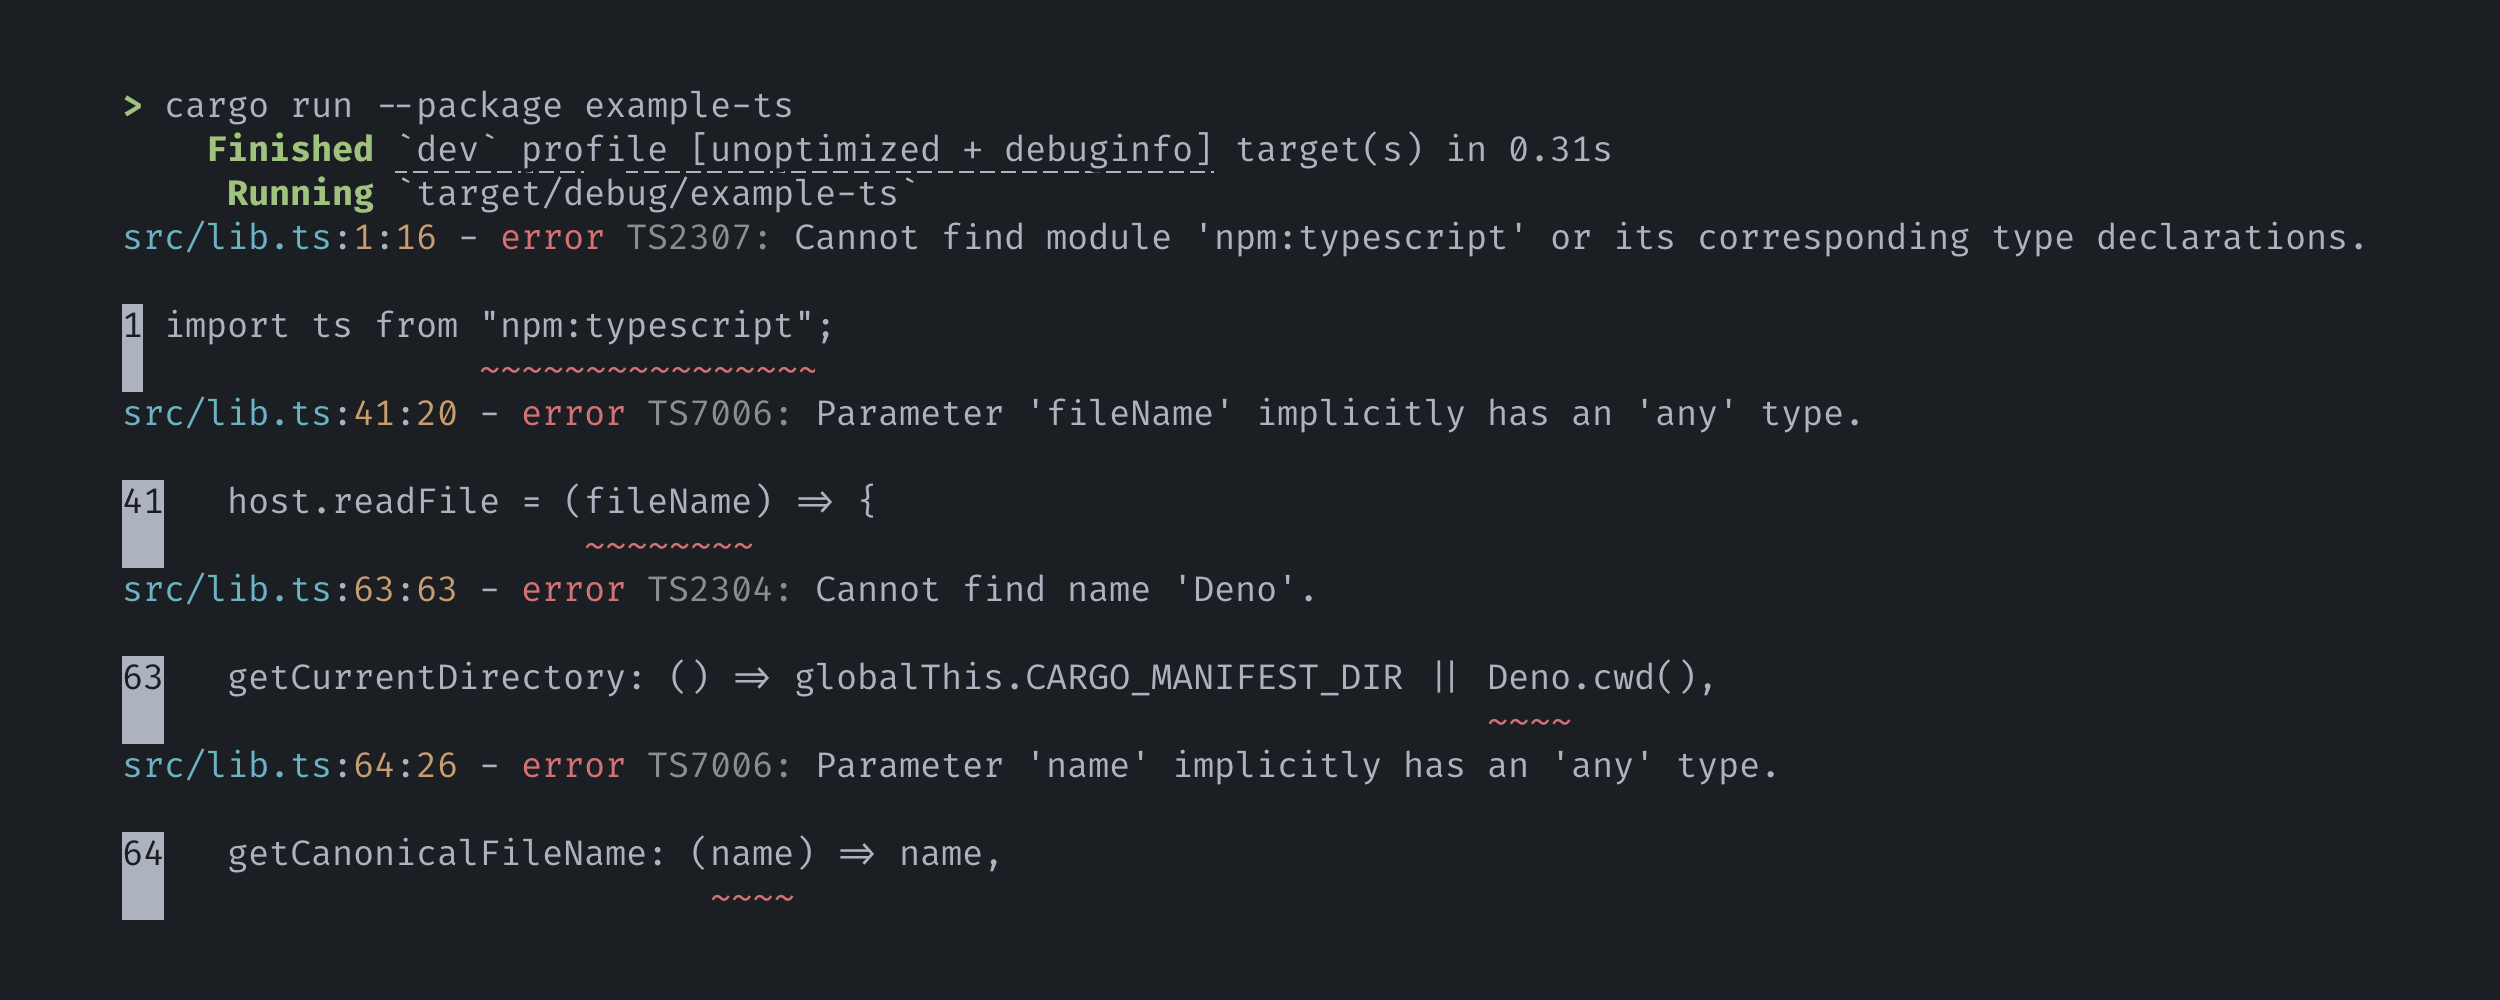 > cargo run --package example-ts
Finished `dev` profile [unoptimized + debuginfo] target(s) in 0.31s
Running `target/debug/example-ts`
src/lib.ts:1:16 - error TS2307: Cannot find module 'npm:typescript' or its corresponding type declarations.
1 import ts from "npm:typescript";
~~~~~~~~~~~~~~~~
src/lib.ts:41:20 - error TS7006: Parameter 'fileName' implicitly has an 'any' type.
41 host.readFile = (fileName) => {
~~~~~~~~
src/lib.ts:63:63 - error TS2304: Cannot find name 'Deno'.
63 getCurrentDirectory: () => globalThis.CARGO_MANIFEST_DIR || Deno.cwd(),
~~~~
src/lib.ts:64:26 - error TS7006: Parameter 'name' implicitly has an 'any' type.
64 getCanonicalFileName: (name) => name,
~~~~